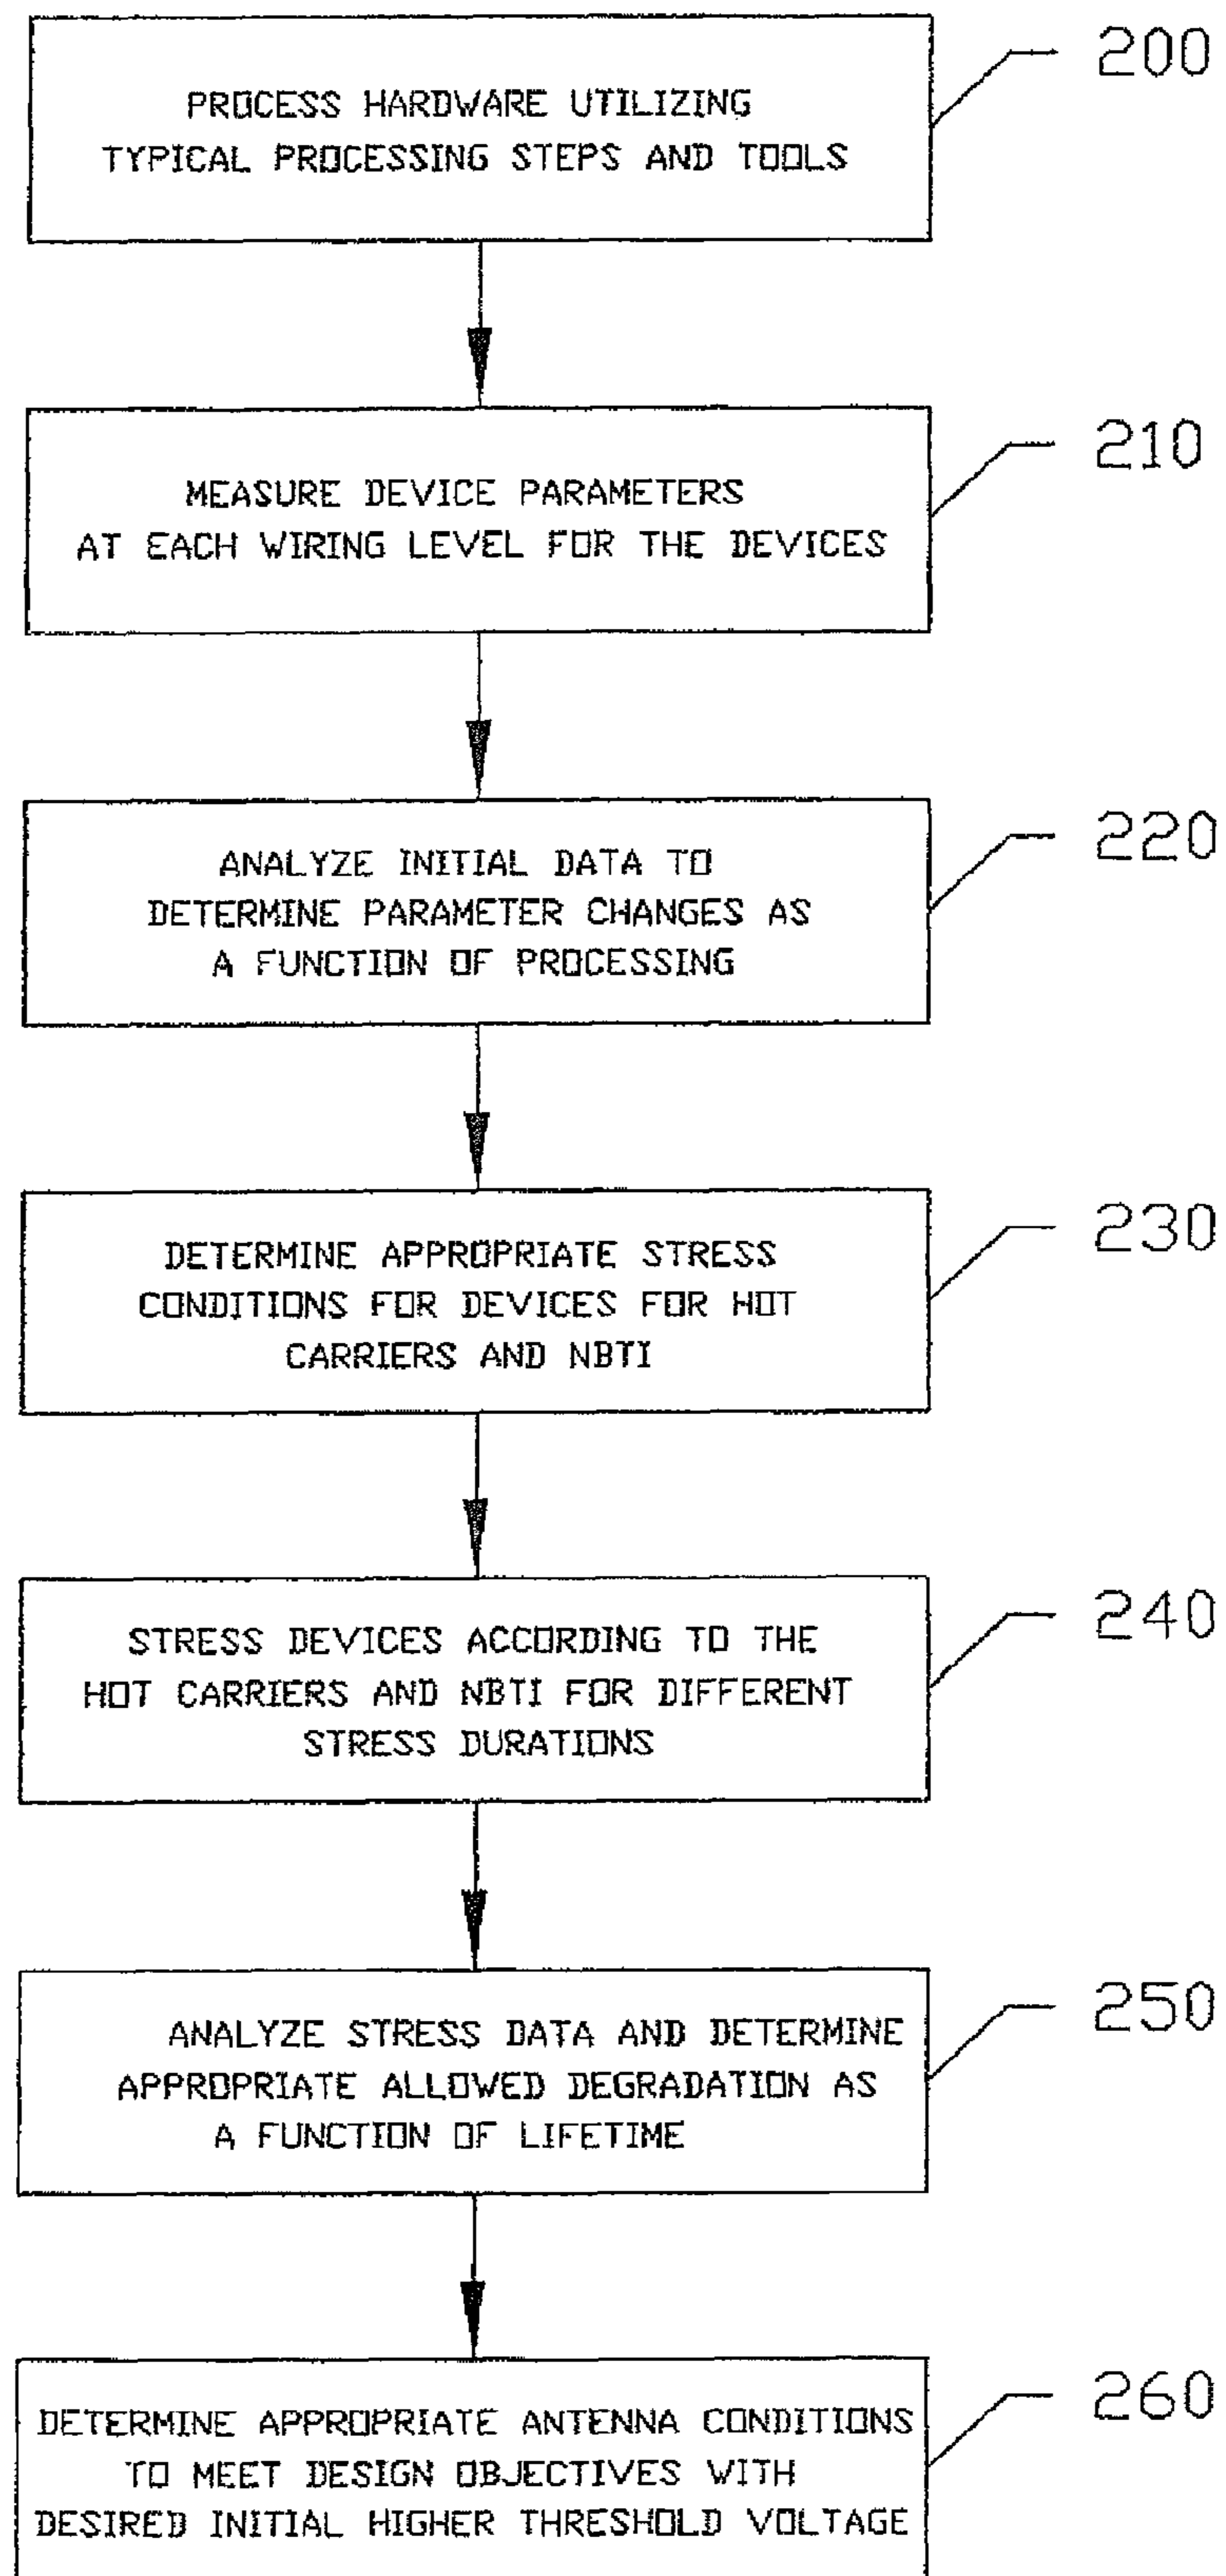 PROCESS HARDWARE UTILIZING
TYPICAL PROCESSING STEPS AND TOOLS
200
MEASURE DEVICE PARAMETERS
AT EACH WIRING LEVEL FOR THE DEVICES
210
ANALYZE INITIAL DATA TO
DETERMINE PARAMETER CHANGES AS
A FUNCTION OF PROCESSING
220
DETERMINE APPROPRIATE STRESS
CONDITIONS FOR DEVICES FOR HOT
CARRIERS AND NBTI
230
STRESS DEVICES ACCORDING TO THE
HOT CARRIERS AND NBTI FOR DIFFERENT
STRESS DURATIONS
240
ANALYZE STRESS DATA AND DETERMINE
APPROPRIATE ALLOWED DEGRADATION AS
A FUNCTION OF LIFETIME
250
DETERMINE APPROPRIATE ANTENNA CONDITIONS
TO MEET DESIGN OBJECTIVES WITH
DESIRED INITIAL HIGHER THRESHOLD VOLTAGE
260